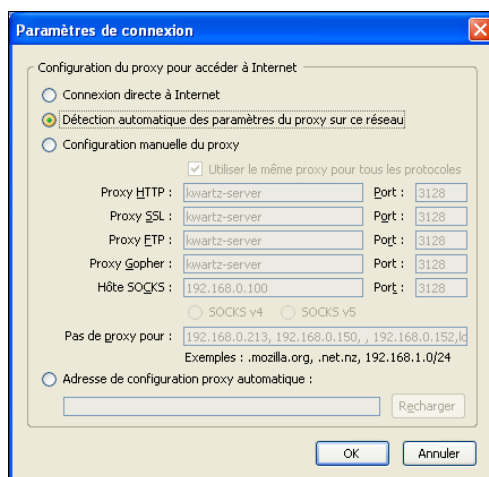 Paramètres de connexion
Configuration du proxy pour accéder à Internet
Connexion directe à Internet
Détection automatique des paramètres du proxy sur ce réseau
Configuration manuelle du proxy
Utiliser le même proxy pour tous les protocoles
Proxy HTTP : kwartz-server Port : 3128
Proxy SSL : kwartz-server Port : 3128
Proxy FTP : kwartz-server Port : 3128
Proxy Gopher : kwartz-server Port : 3128
Hôte SOCKS : 192.168.0.100 Port : 3128
SOCKS v4 SOCKS v5
Pas de proxy pour : 192.168.0.213, 192.168.0.150, , 192.168.0.152,lo
Exemples : .mozilla.org, .net.nz, 192.168.1.0/24
Adresse de configuration proxy automatique :
Recharger
OK Annuler